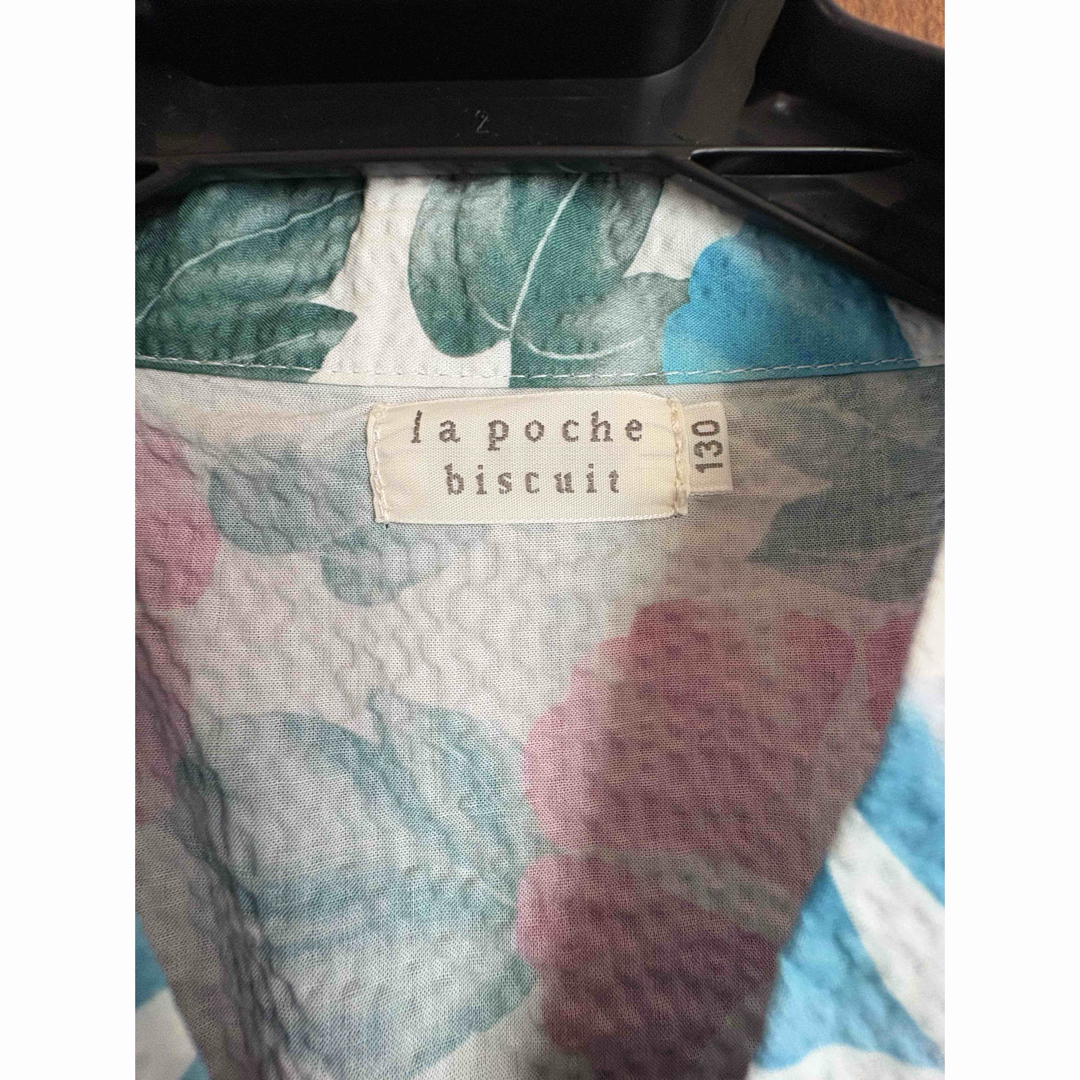 2
la poche
biscuit
130